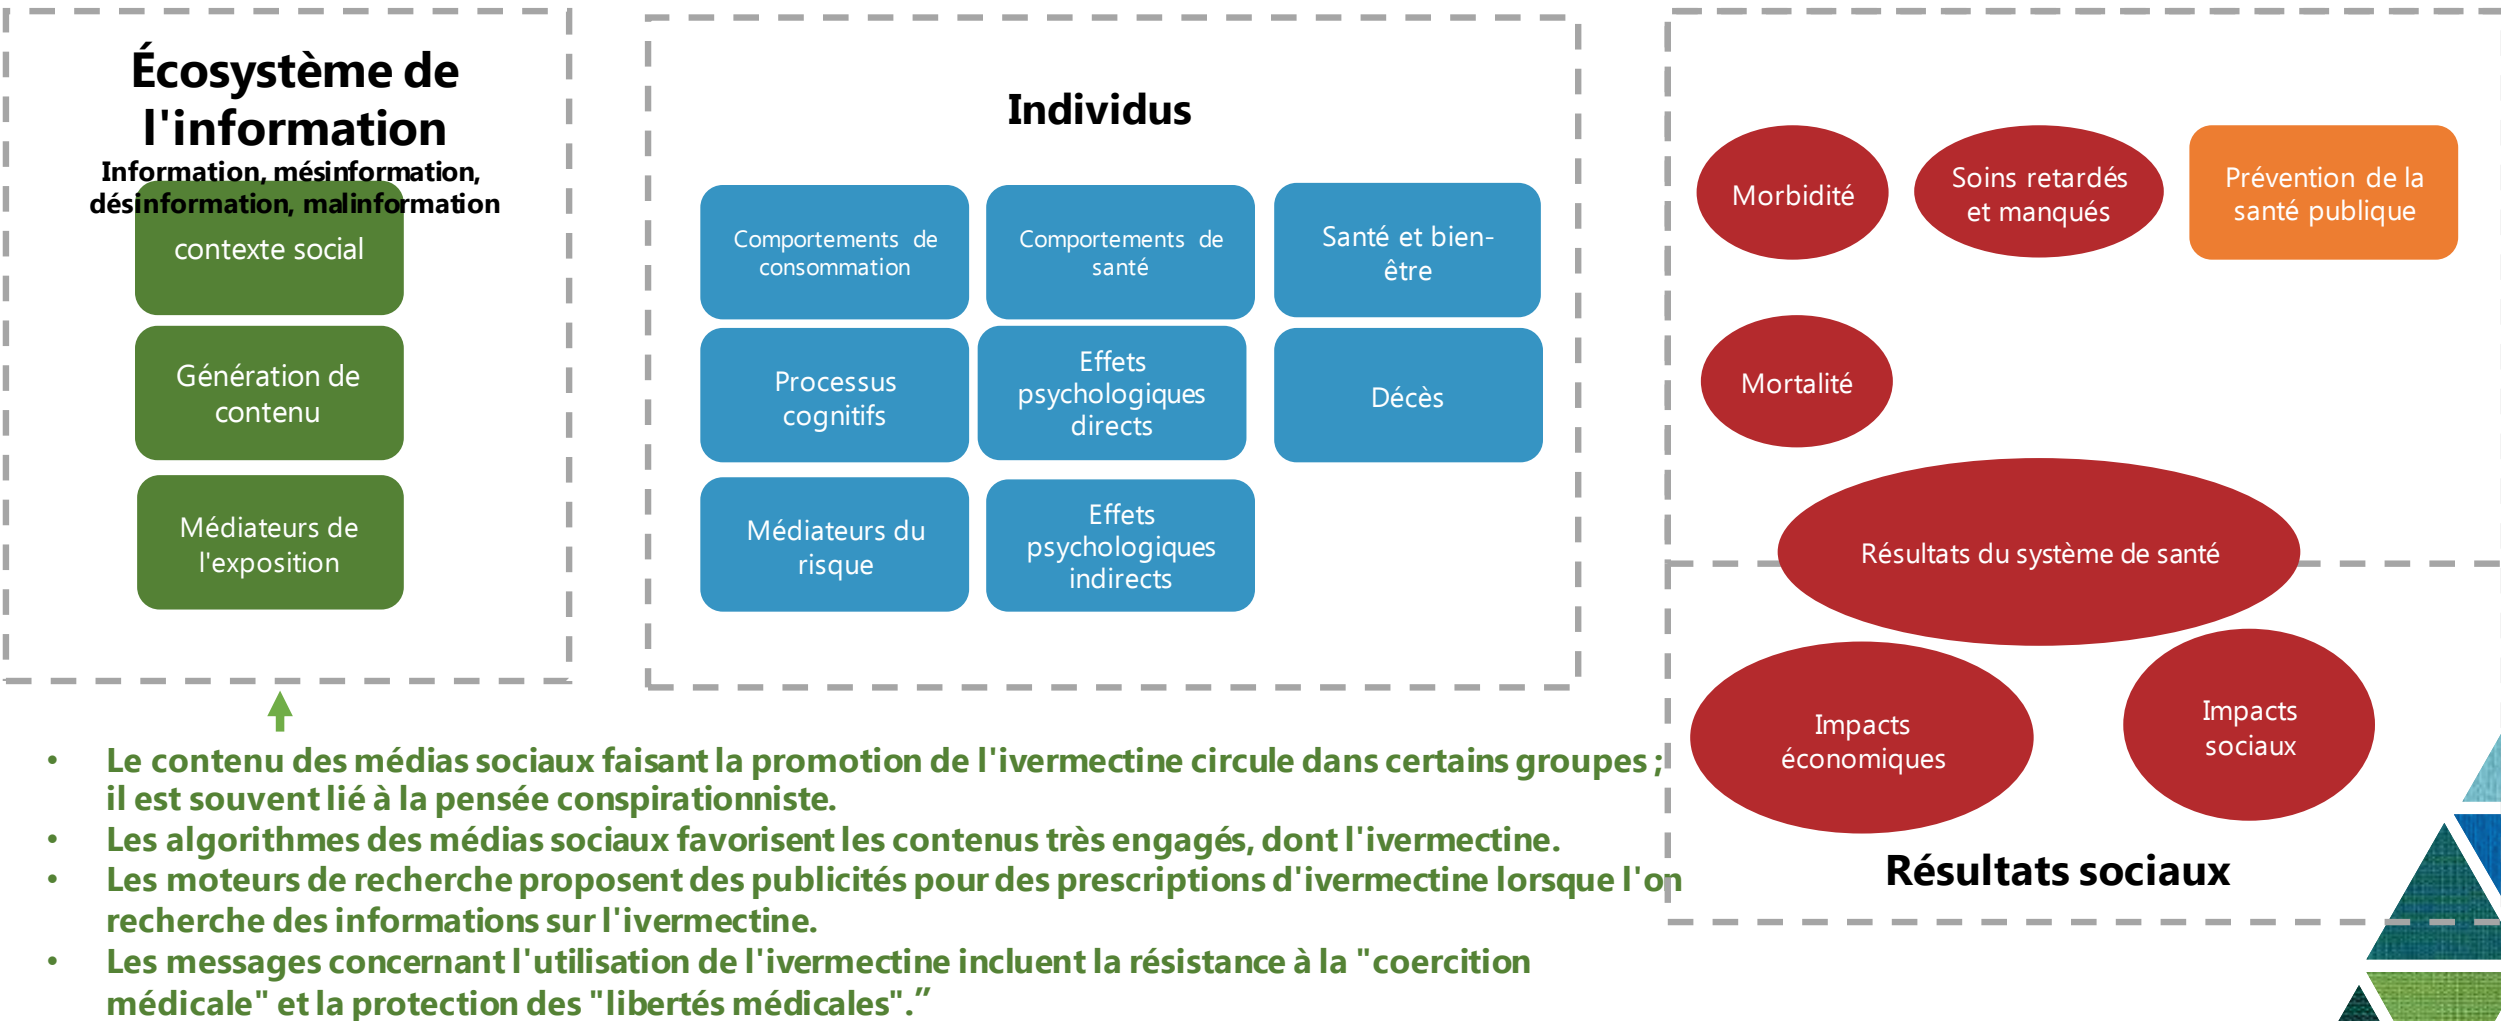 Écosystème de
l'information
Information, mésinformation,
désinformation, malinformation
contexte social
Génération de
contenu
Médiateurs de
l'exposition
Individus
Comportements de
consommation
Comportements de
santé
Santé et bien-
être
Processus
cognitifs
Effets
psychologiques
directs
Décès
Médiateurs du
risque
Effets
psychologiques
indirects
Morbidité
Soins retardés
et manqués
Prévention de la
santé publique
Mortalité
Résultats du système de santé
Impacts
économiques
Impacts
sociaux
Résultats sociaux
• Le contenu des médias sociaux faisant la promotion de l'ivermectine circule dans certains groupes ;
il est souvent lié à la pensée conspirationniste.
• Les algorithmes des médias sociaux favorisent les contenus très engagés, dont l'ivermectine.
• Les moteurs de recherche proposent des publicités pour des prescriptions d'ivermectine lorsque l'on
recherche des informations sur l'ivermectine.
• Les messages concernant l'utilisation de l'ivermectine incluent la résistance à la "coercition
médicale" et la protection des "libertés médicales".”